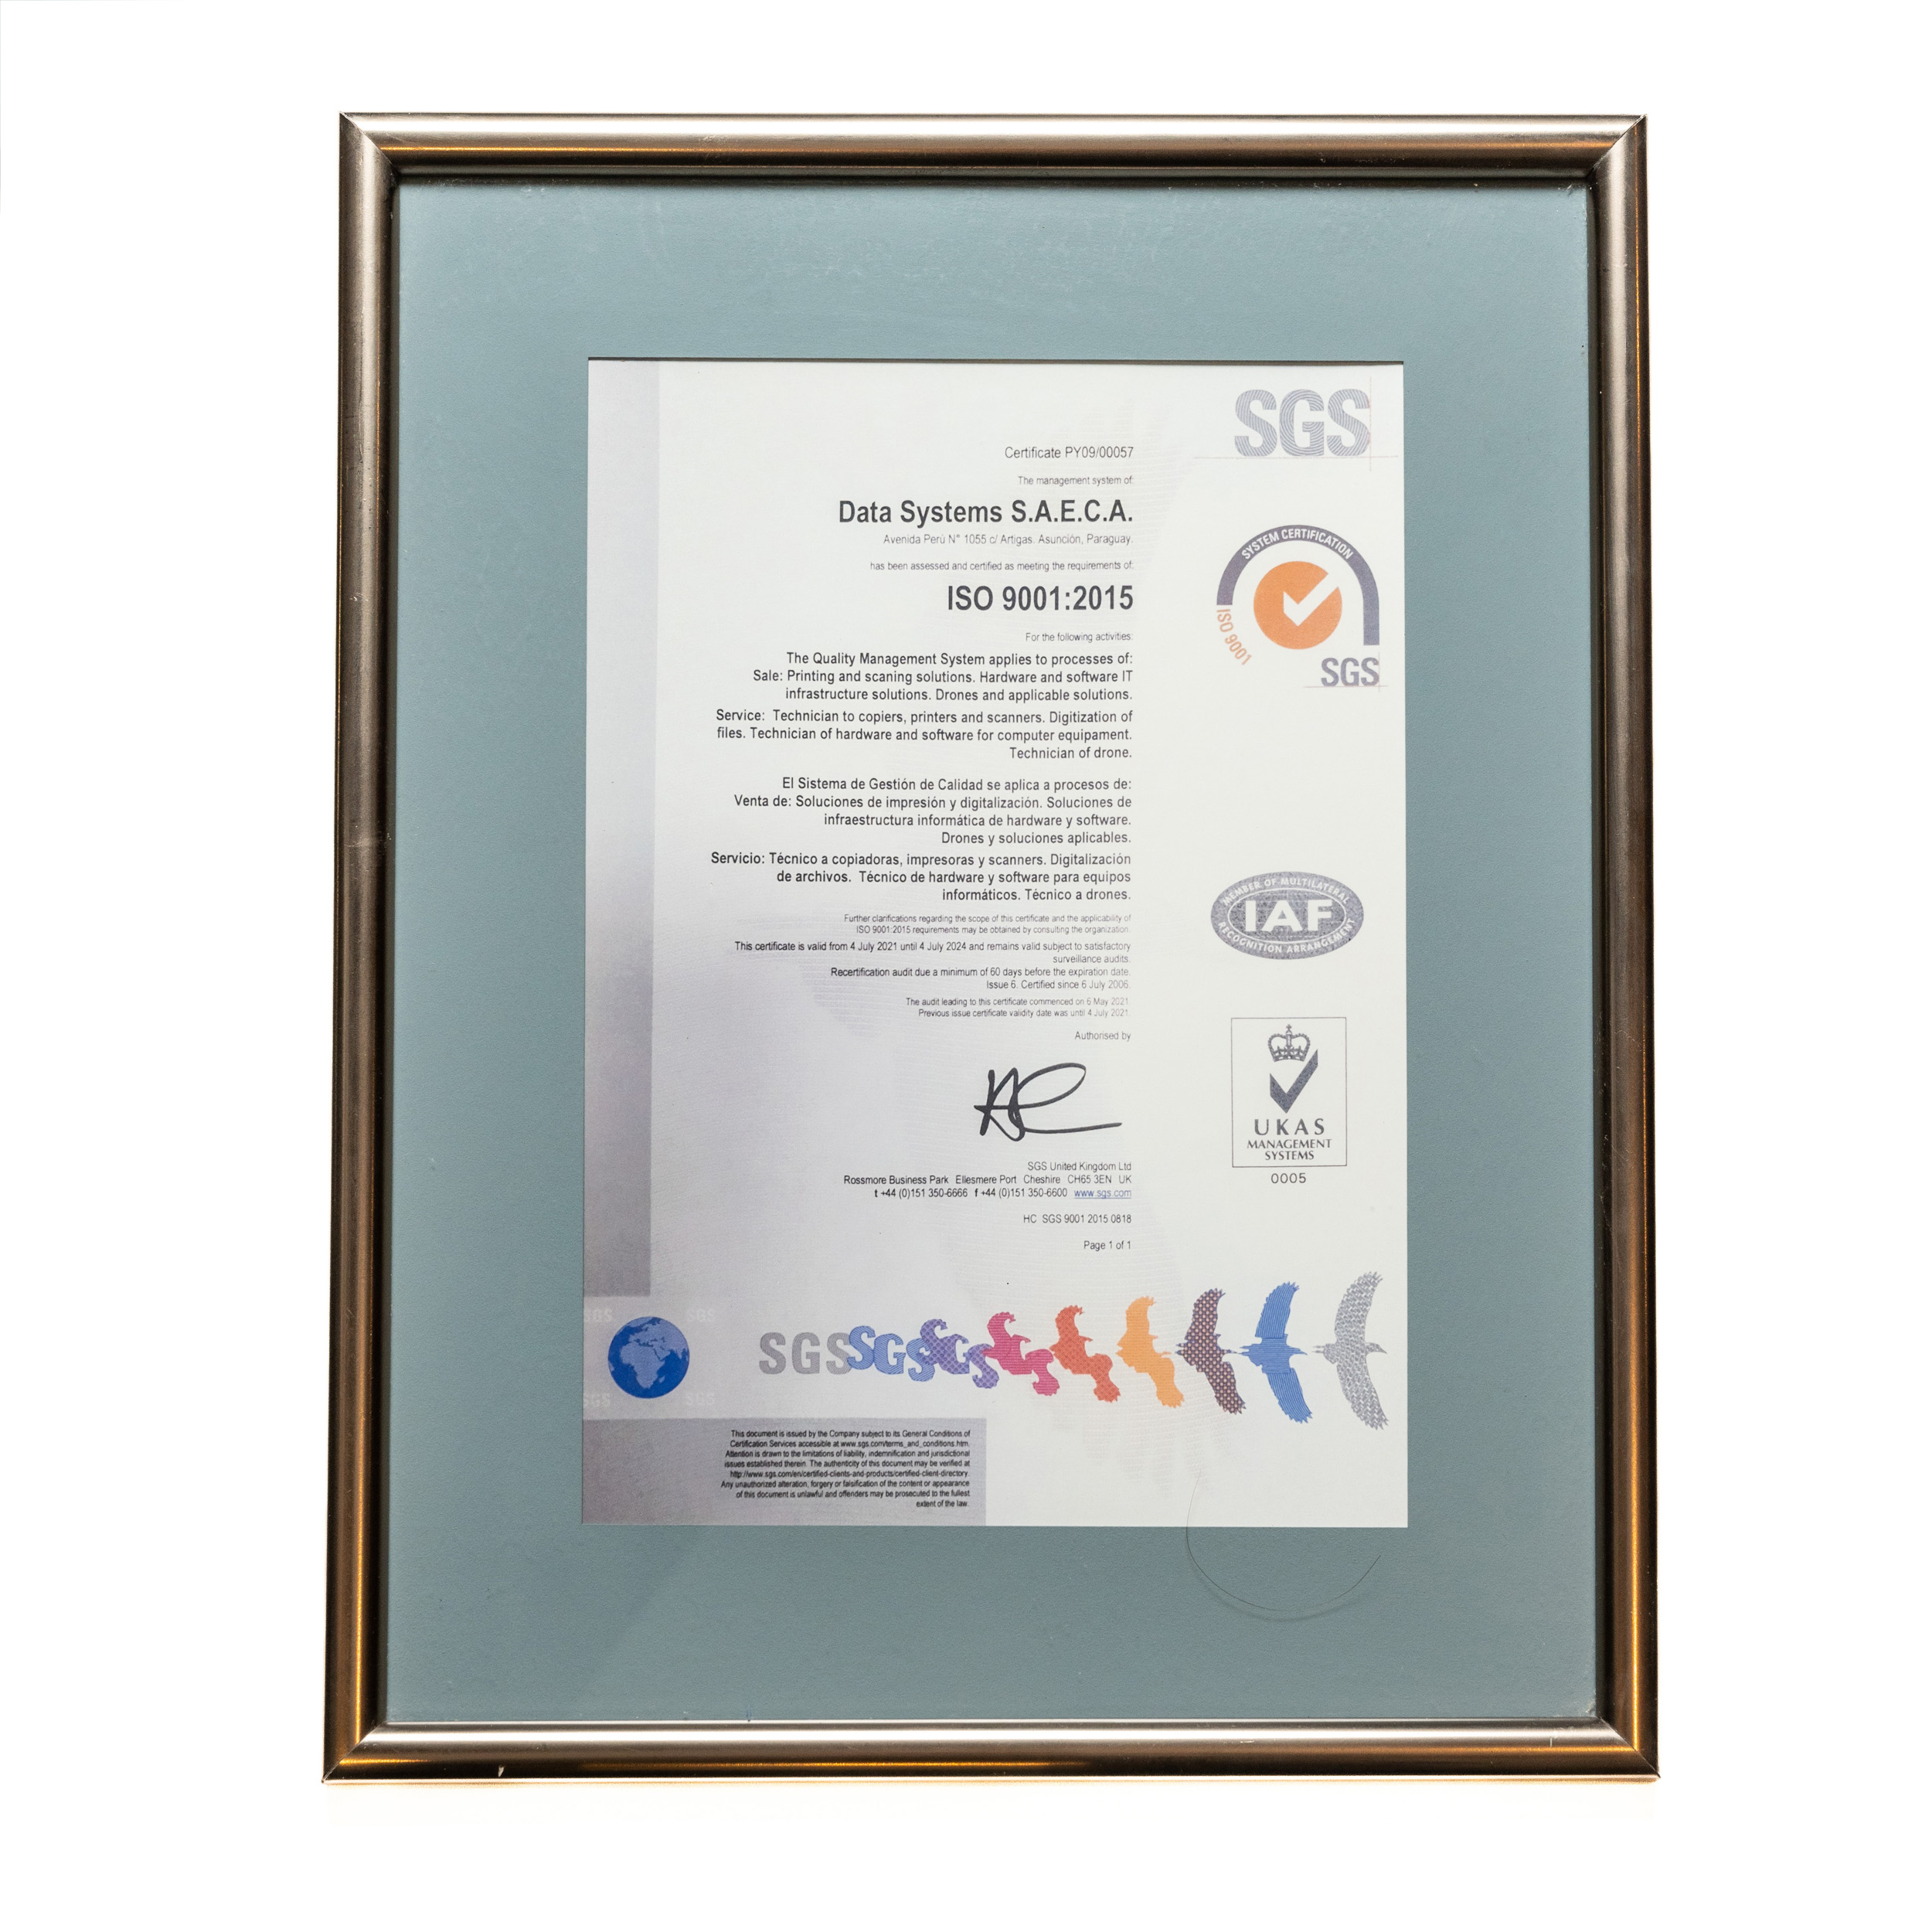 SGS
Certificate PY09/00057
The management system of:
Data Systems S.A.E.C.A.
Avenida Perú N° 1055 c/ Artigas. Asunción, Paraguay.
has been assessed and certified as meeting the requirements of:
ISO 9001:2015
For the following activities:
The Quality Management System applies to processes of:
Sale: Printing and scaning solutions. Hardware and software IT
infrastructure solutions. Drones and applicable solutions.
Service: Technician to copiers, printers and scanners. Digitization of
files. Technician of hardware and software for computer equipament.
Technician of drone.
El Sistema de Gestión de Calidad se aplica a procesos de:
Venta de: Soluciones de impresión y digitalización. Soluciones de
infraestructura informática de hardware y software.
Drones y soluciones aplicables.
Servicio: Técnico a copiadoras, impresoras y scanners. Digitalización
de archivos. Técnico de hardware y software para equipos
informáticos. Técnico a drones.
Further clarifications regarding the scope of this certificate and the applicability of
ISO 9001:2015 requirements may be obtained by consulting the organization.
This certificate is valid from 4 July 2021 until 4 July 2024 and remains valid subject to satisfactory
surveillance audits.
Recertification audit due a minimum of 60 days before the expiration date.
Issue 6. Certified since 6 July 2006.
The audit leading to this certificate commenced on 6 May 2021.
Previous issue certificate validity date was until 4 July 2021.
Authorised by
SGS United Kingdom Ltd
Rossmore Business Park Ellesmere Port Cheshire CH65 3EN UK
t +44 (0)151 350-6666 f +44 (0)151 350-6600 www.sgs.com
HC SGS 9001 2015 0818
Page 1 of 1
SYSTEM CERTIFICATION
ISO 9001
SGS
MEMBER OF MULTILATERAL
IAF
RECOGNITION ARRANGEMENT
UKAS
MANAGEMENT
SYSTEMS
0005
SGS SGS
SGS SGS
SGS SGS SGS
This document is issued by the Company subject to its General Conditions of
Certification Services accessible at www.sgs.com/terms_and_conditions.htm.
Attention is drawn to the limitations of liability, indemnification and jurisdictional
issues established therein. The authenticity of this document may be verified at
http://www.sgs.com/en/certified-clients-and-products/certified-client-directory.
Any unauthorized alteration, forgery or falsification of the content or appearance
of this document is unlawful and offenders may be prosecuted to the fullest
extent of the law.